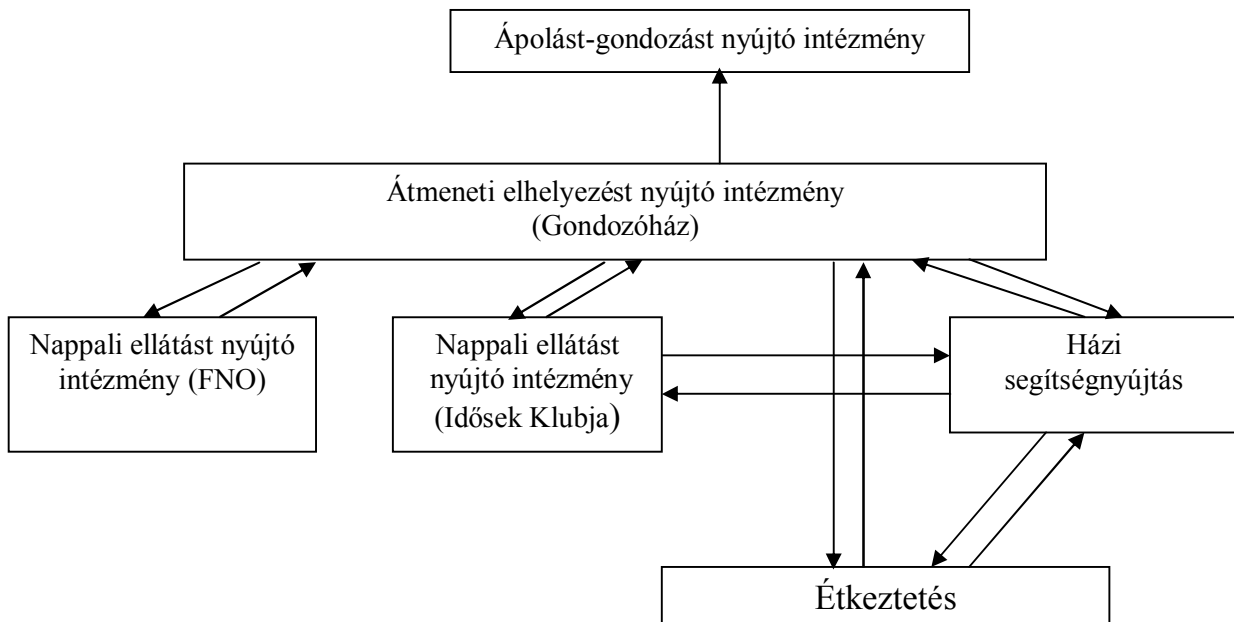 Ápolást-gondozást nyújtó intézmény
Átmeneti elhelyezést nyújtó intézmény
(Gondozóház)
Nappali ellátást nyújtó
intézmény (FNO)
Nappali ellátást
nyújtó intézmény
(Idősek Klubja)
Házi
segítségnyújtás
Étkeztetés